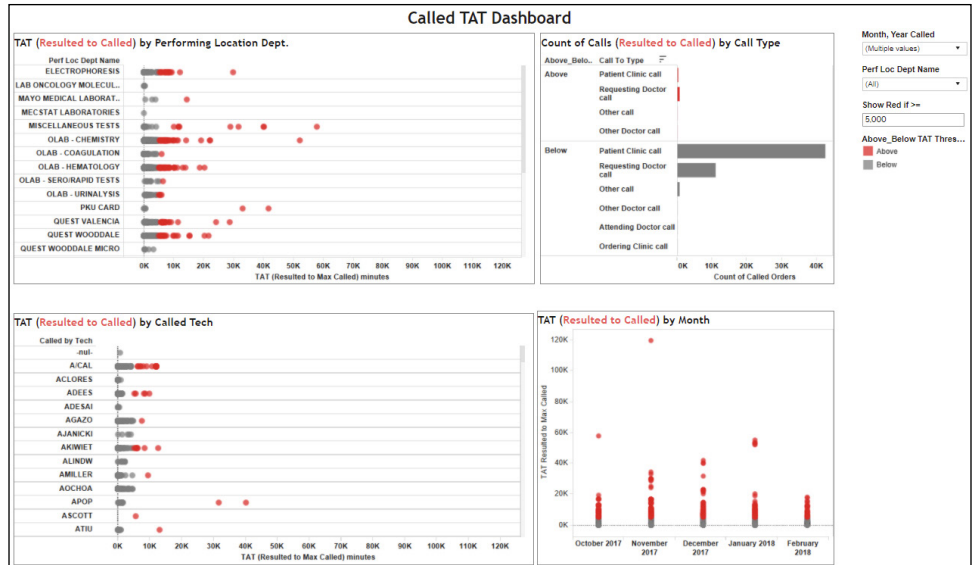 Called TAT Dashboard
TAT (Resulted to Called) by Performing Location Dept.
Perf Loc Dept Name
ELECTROPHORESIS
LAB ONCOLOGY MOLECUL..
MAYO MEDICAL LABORAT..
MECSTAT LABORATORIES
MISCELLANEOUS TESTS
OLAB - CHEMISTRY
OLAB - COAGULATION
OLAB - HEMATOLOGY
OLAB - SERO/RAPID TESTS
OLAB - URINALYSIS
PKU CARD
QUEST VALENCIA
QUEST WOODDALE
QUEST WOODDALE MICRO
0K 10K 20K 30K 40K 50K 60K 70K 80K 90K 100K 110K 120K
TAT (Resulted to Max Called) minutes
Count of Calls (Resulted to Called) by Call Type
Above_Belo.. Call To Type
Above Patient Clinic call
Requesting Doctor
call
Other call
Other Doctor call
Below Patient Clinic call
Requesting Doctor
call
Other call
Other Doctor call
Attending Doctor call
Ordering Clinic call
0K 10K 20K 30K 40K
Count of Called Orders
Month, Year Called
(Multiple values)
Perf Loc Dept Name
(All)
Show Red if >=
5,000
Above_Below TAT Thres...
Above
Below
TAT (Resulted to Called) by Called Tech
Called by Tech
-nul-
A/CAL
ACLORES
ADEES
ADESAI
AGAZO
AJANICKI
AKIWIET
ALINDW
AMILLER
AOCHOA
APOP
ASCOTT
ATIU
0K 10K 20K 30K 40K 50K 60K 70K 80K 90K 100K 110K 120K
TAT (Resulted to Max Called) minutes
TAT (Resulted to Called) by Month
TAT Resulted to Max Called
120K
100K
80K
60K
40K
20K
0K
October 2017 November December January 2018 February
2017 2017 2018